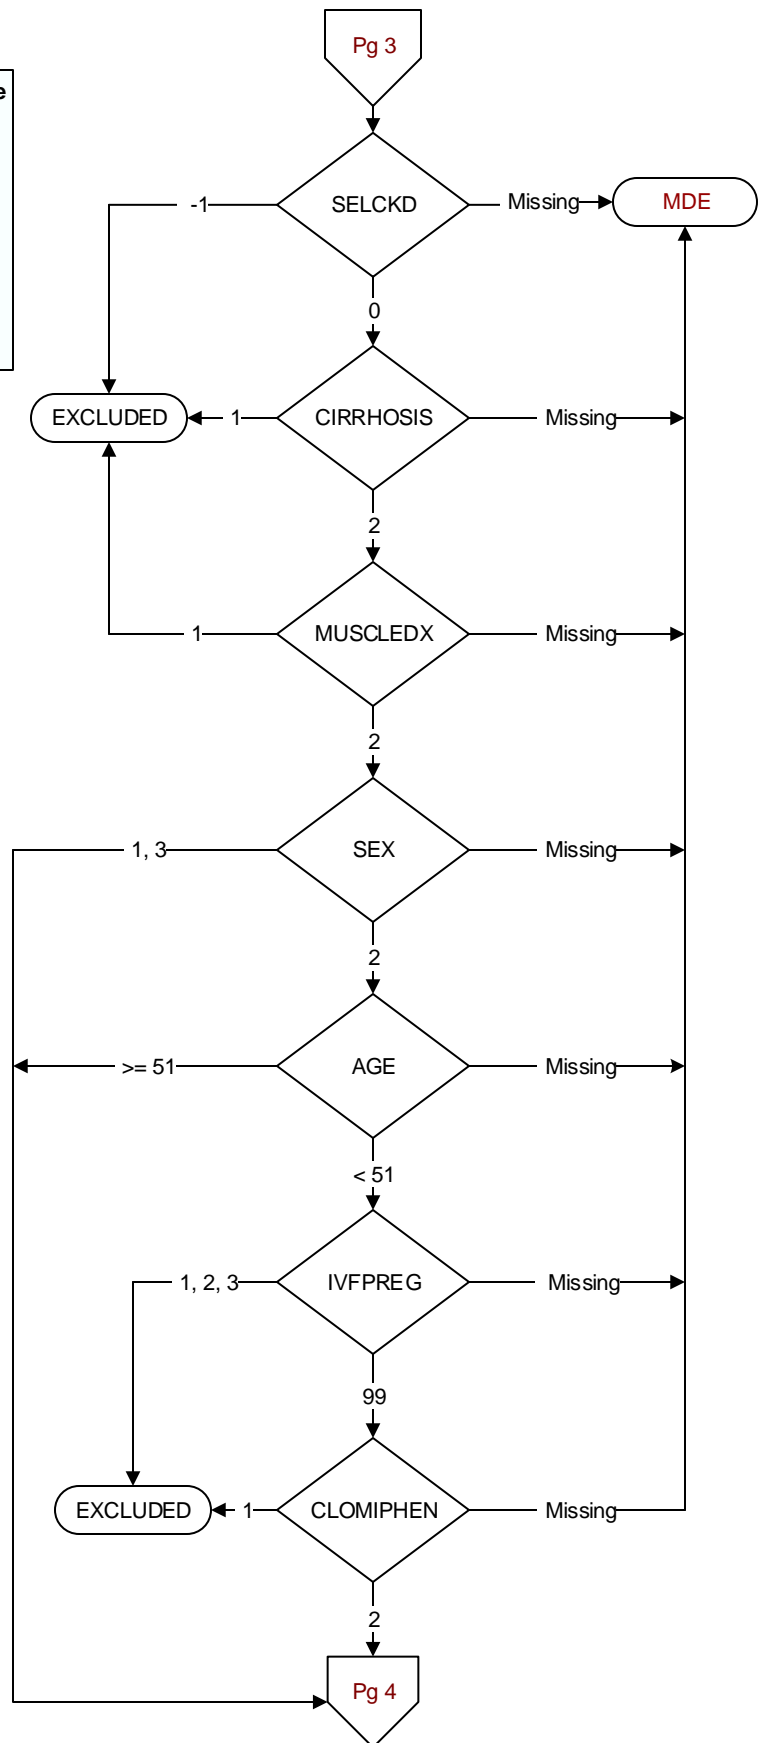 Pg 3
e
-1
SELCKD
Missing
MDE
0
EXCLUDED
1
CIRRHOSIS
Missing
2
1
MUSCLEDX
Missing
2
1, 3
SEX
Missing
2
>= 51
AGE
Missing
< 51
1, 2, 3
IVFPREG
Missing
99
EXCLUDED
1
CLOMIPHEN
Missing
2
Pg 4